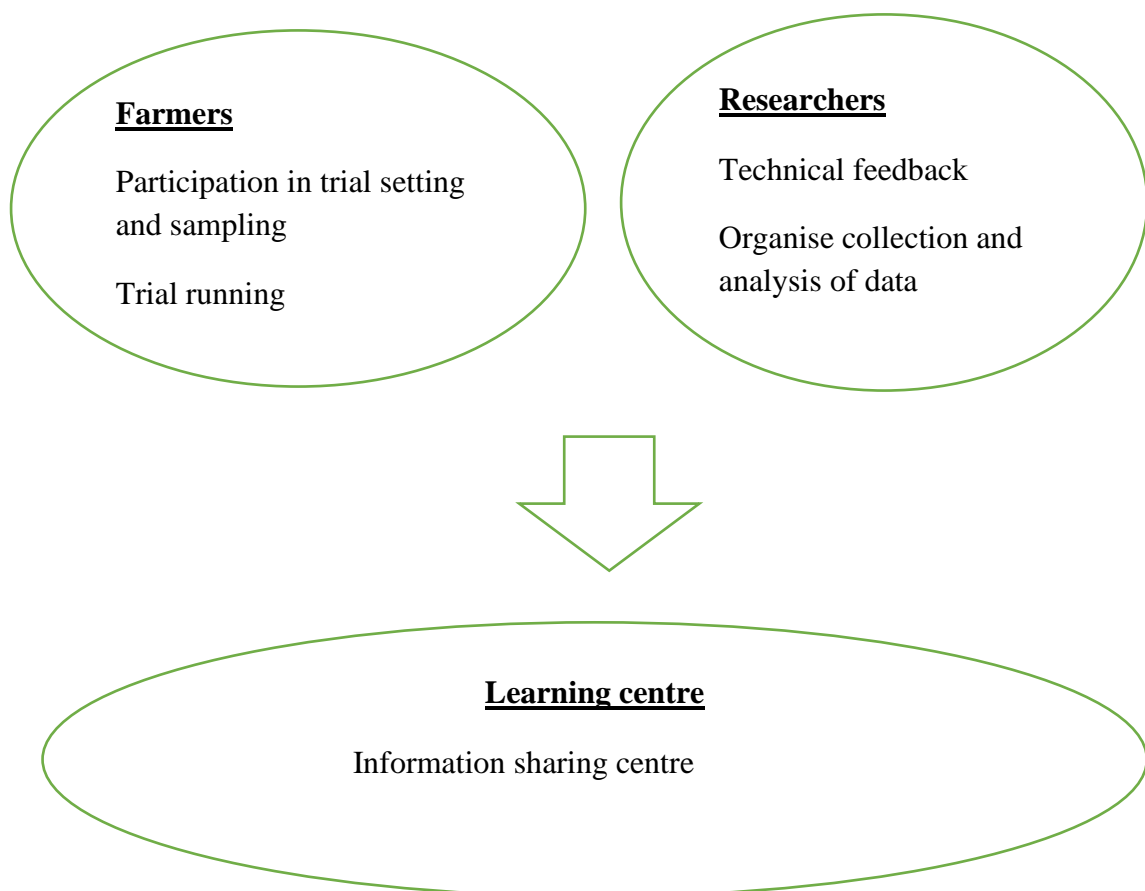 Farmers
Participation in trial setting
and sampling
Trial running
Researchers
Technical feedback
Organise collection and
analysis of data
Learning centre
Information sharing centre